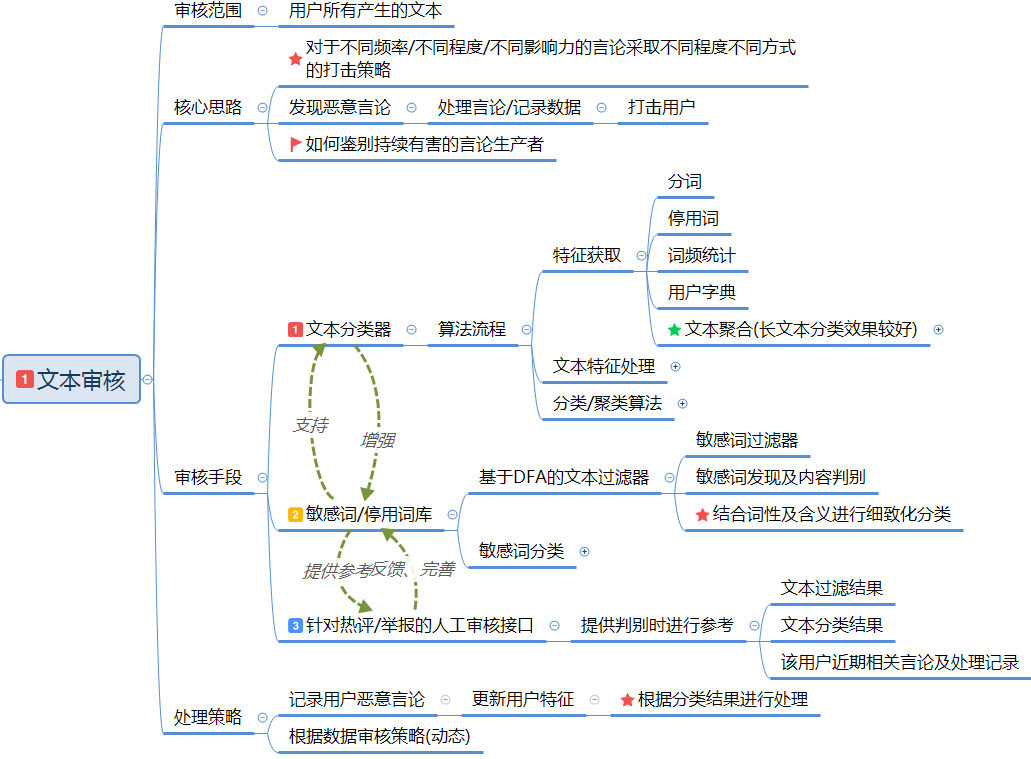 审核范围
用户所有产生的文本
对于不同频率/不同程度/不同影响力的言论采取不同程度不同方式
的打击策略
核心思路
发现恶意言论
处理言论/记录数据
打击用户
如何鉴别持续有害的言论生产者
分词
停用词
特征获取
词频统计
用户字典
1 文本分类器
算法流程
文本聚合(长文本分类效果较好)
文本特征处理
1 文本审核
分类/聚类算法
支持
增强
敏感词过滤器
审核手段
基于DFA的文本过滤器
敏感词发现及内容判别
2 敏感词/停用词库
结合词性及含义进行细致化分类
敏感词分类
提供参考
反馈、完善
文本过滤结果
3 针对热评/举报的人工审核接口
提供判别时进行参考
文本分类结果
该用户近期相关言论及处理记录
记录用户恶意言论
更新用户特征
根据分类结果进行处理
处理策略
根据数据审核策略(动态)